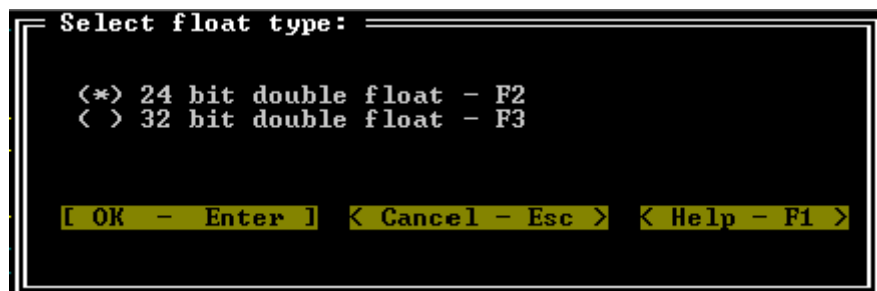 Select float type:
(*) 24 bit double float - F2
( ) 32 bit double float - F3
[ OK - Enter ] < Cancel - Esc > < Help - F1 >